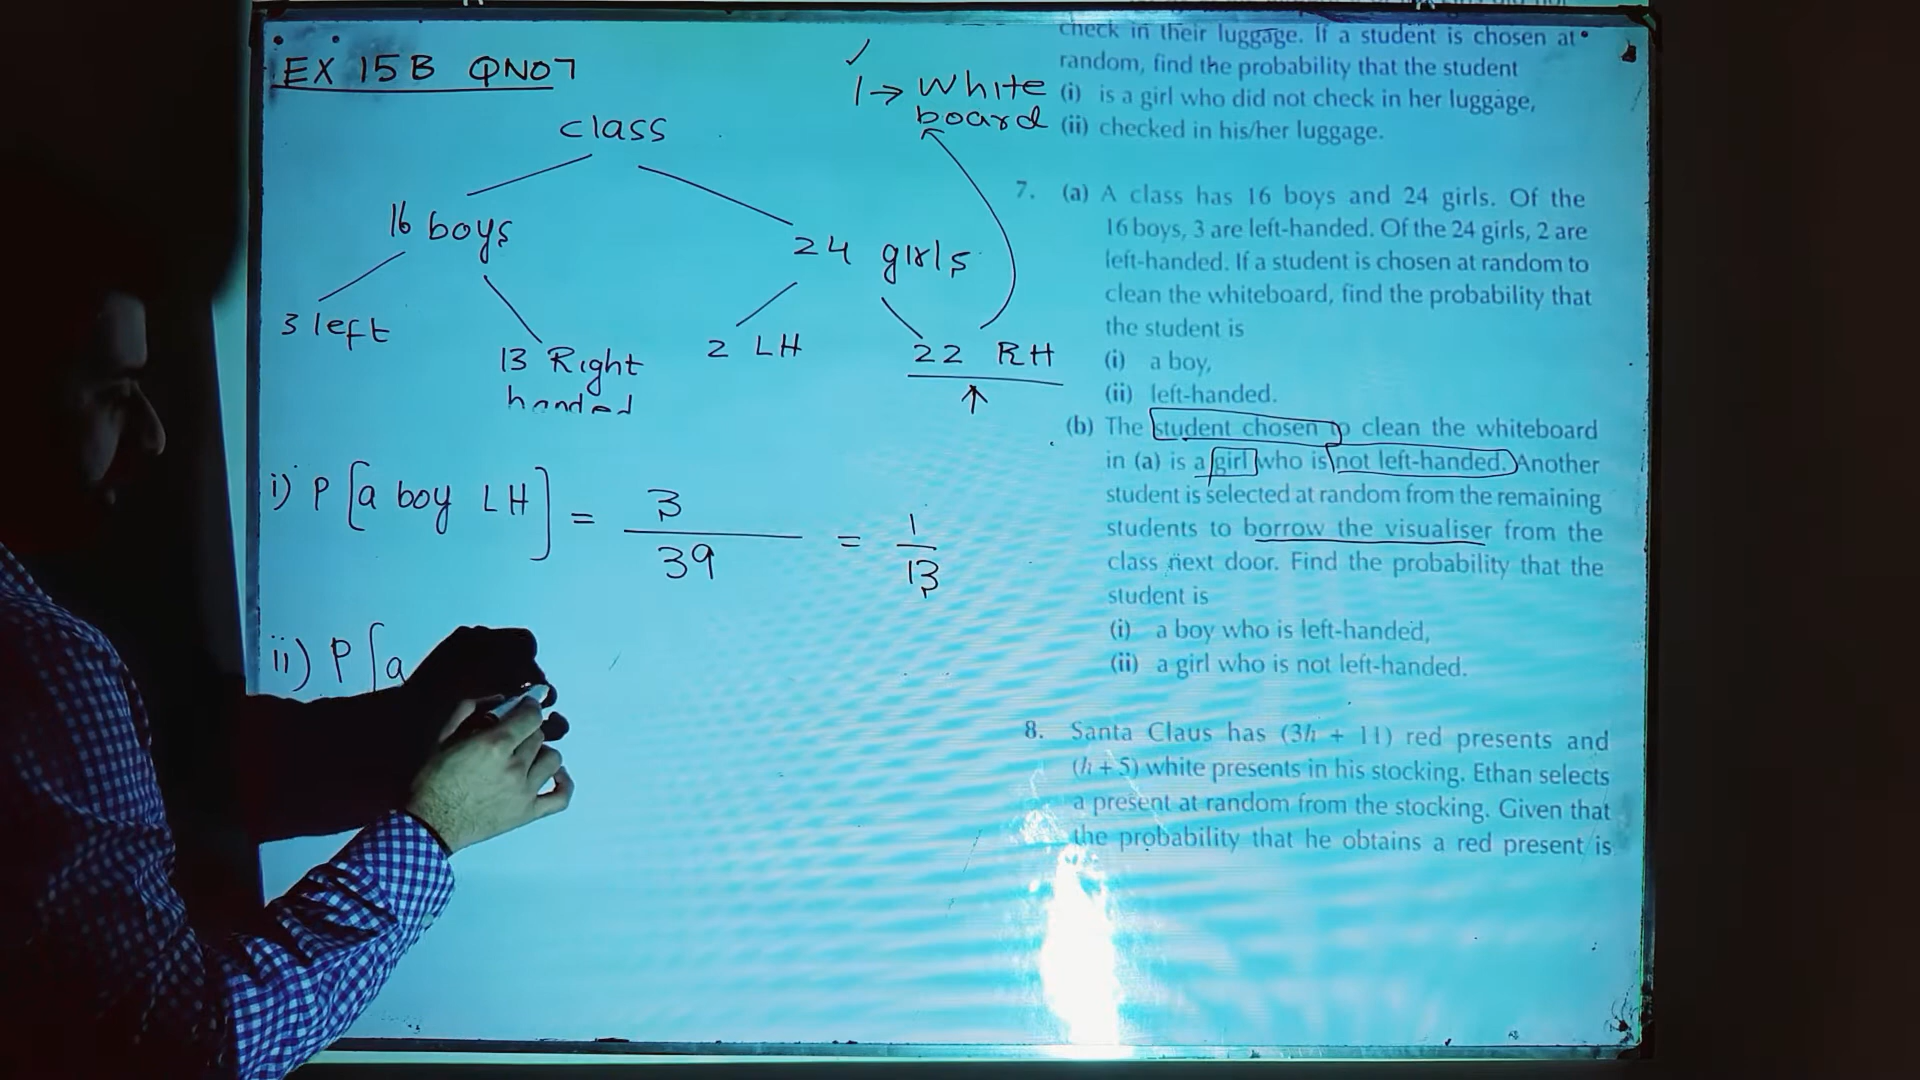 EX 15B QNO7
class
16 boys
24 girls
3 left
13 Right
handed
2 LH
22 RH
1 → White
board
i) P [a boy LH] = 3/39 = 1/13
ii) P [a
check in their luggage. If a student is chosen at
random, find the probability that the student
(i) is a girl who did not check in her luggage,
(ii) checked in his/her luggage.
7. (a) A class has 16 boys and 24 girls. Of the
16 boys, 3 are left-handed. Of the 24 girls, 2 are
left-handed. If a student is chosen at random to
clean the whiteboard, find the probability that
the student is
(i) a boy,
(ii) left-handed.
(b) The student chosen to clean the whiteboard
in (a) is a girl who is not left-handed. Another
student is selected at random from the remaining
students to borrow the visualiser from the
class next door. Find the probability that the
student is
(i) a boy who is left-handed,
(ii) a girl who is not left-handed.
8. Santa Claus has (3h + 11) red presents and
(h + 5) white presents in his stocking. Ethan selects
a present at random from the stocking. Given that
the probability that he obtains a red present is